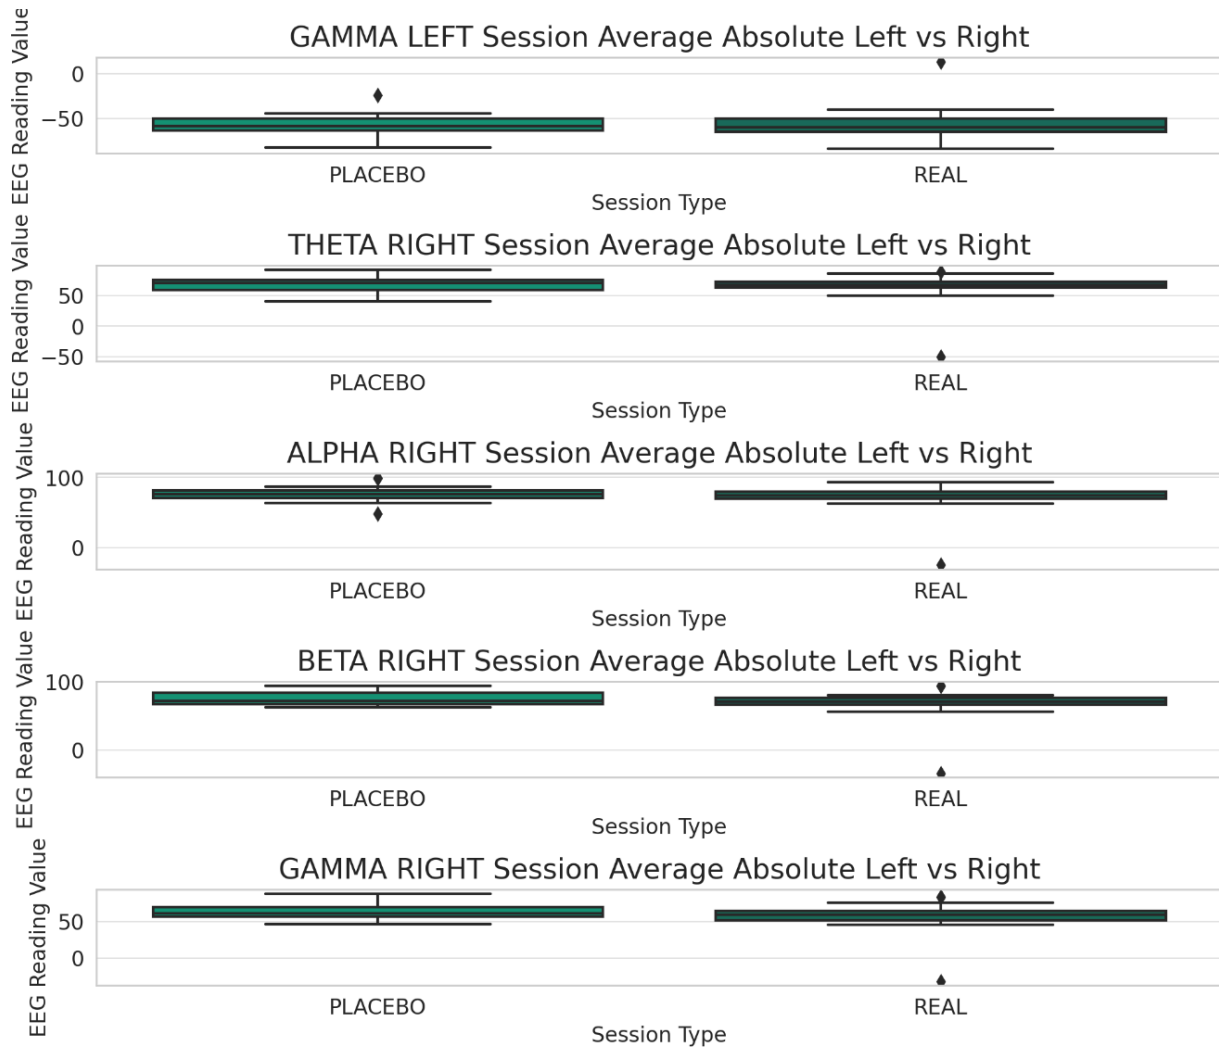 GAMMA LEFT Session Average Absolute Left vs Right
EEG Reading Value
0
−50
PLACEBO
REAL
Session Type
THETA RIGHT Session Average Absolute Left vs Right
EEG Reading Value
50
0
−50
PLACEBO
REAL
Session Type
ALPHA RIGHT Session Average Absolute Left vs Right
EEG Reading Value
100
0
PLACEBO
REAL
Session Type
BETA RIGHT Session Average Absolute Left vs Right
EEG Reading Value
100
0
PLACEBO
REAL
Session Type
GAMMA RIGHT Session Average Absolute Left vs Right
EEG Reading Value
50
0
PLACEBO
REAL
Session Type